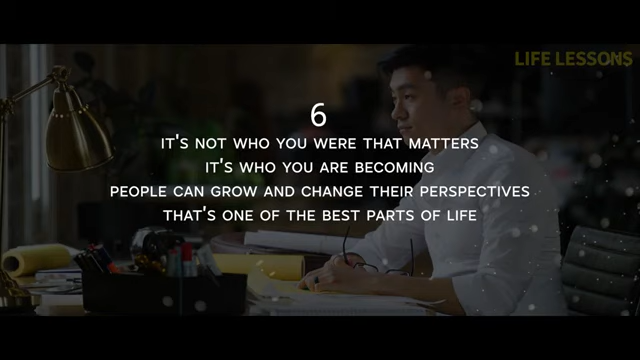 LIFE LESSONS
6
IT'S NOT WHO YOU WERE THAT MATTERS
IT'S WHO YOU ARE BECOMING
PEOPLE CAN GROW AND CHANGE THEIR PERSPECTIVES
THAT'S ONE OF THE BEST PARTS OF LIFE